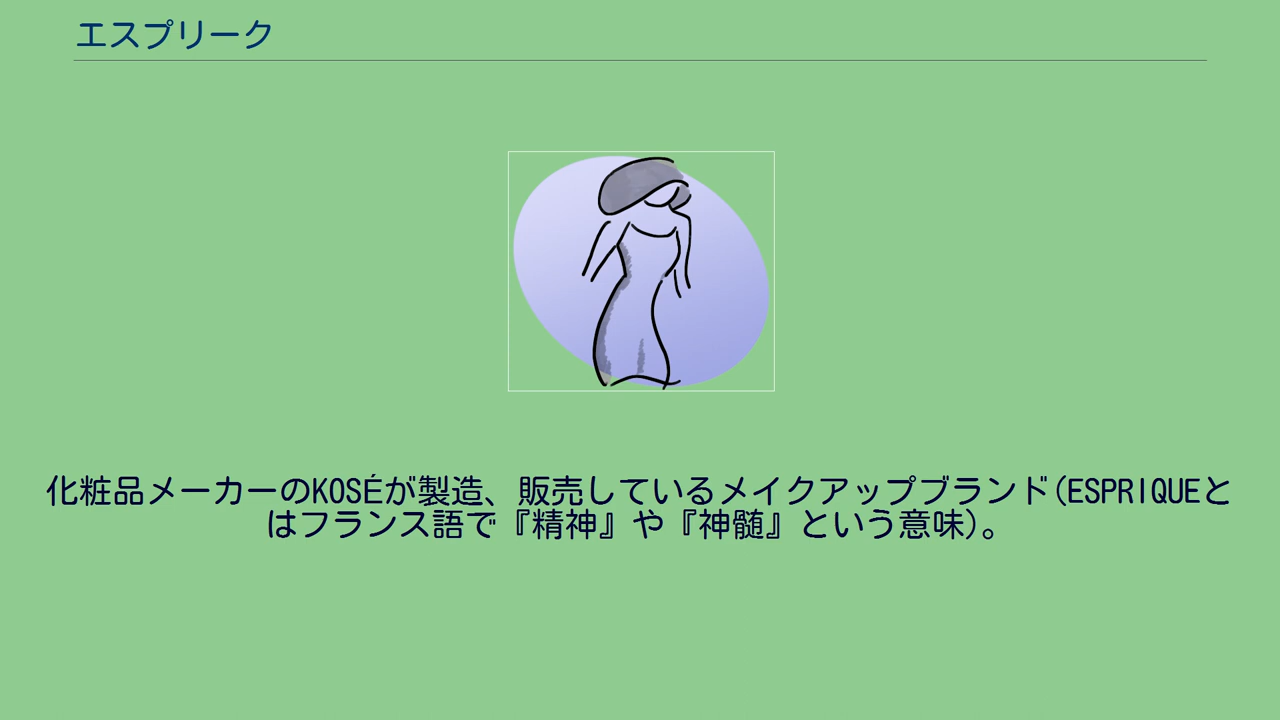 エスプリーク
化粧品メーカーのKOSÉが製造、販売しているメイクアップブランド(ESPRIQUEと
はフランス語で『精神』や『神髄』という意味)。